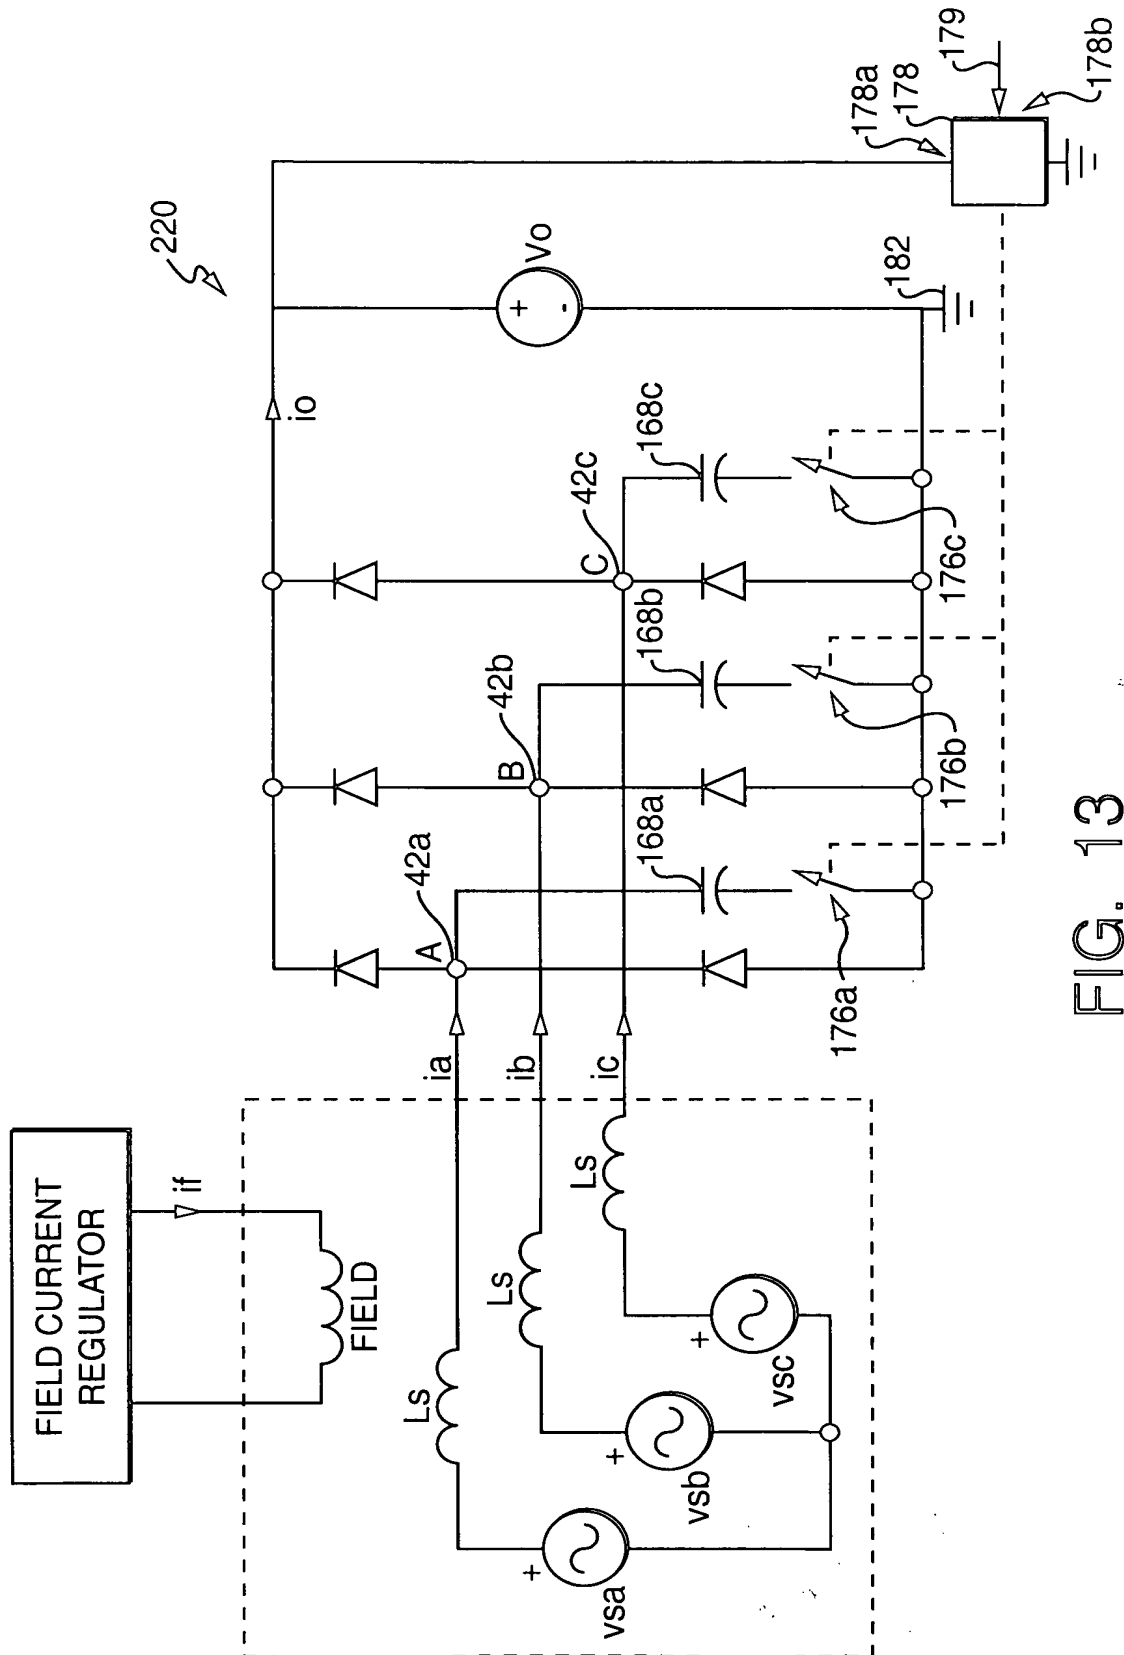 FIELD CURRENT
REGULATOR
if
FIELD
Ls
Ls
Ls
+
vsa
+
vsb
+
vsc
ia
ib
ic
A
42a
B
42b
C
42c
168a
168b
168c
176a
176b
176c
io
220
+
-
Vo
182
178a
178
179
178b
FIG. 13